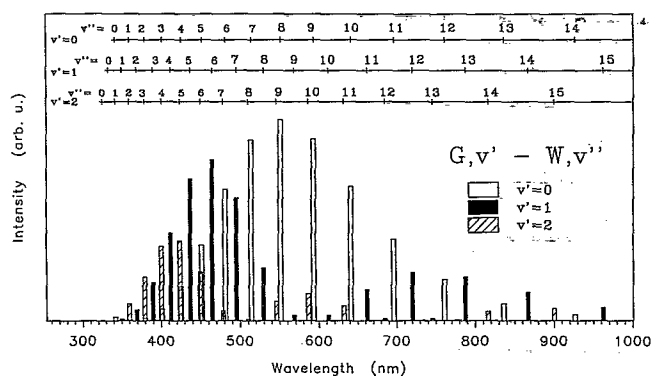 v''= 0 1 2 3 4 5 6 7 8 9 10 11 12 13 14
v'=0
v''= 0 1 2 3 4 5 6 7 8 9 10 11 12 13 14 15
v'=1
v''= 0 1 2 3 4 5 6 7 8 9 10 11 12 13 14 15
v'=2
G,v' - W,v''
v'=0
v'=1
v'=2
Intensity (arb. u.)
300 400 500 600 700 800 900 1000
Wavelength (nm)